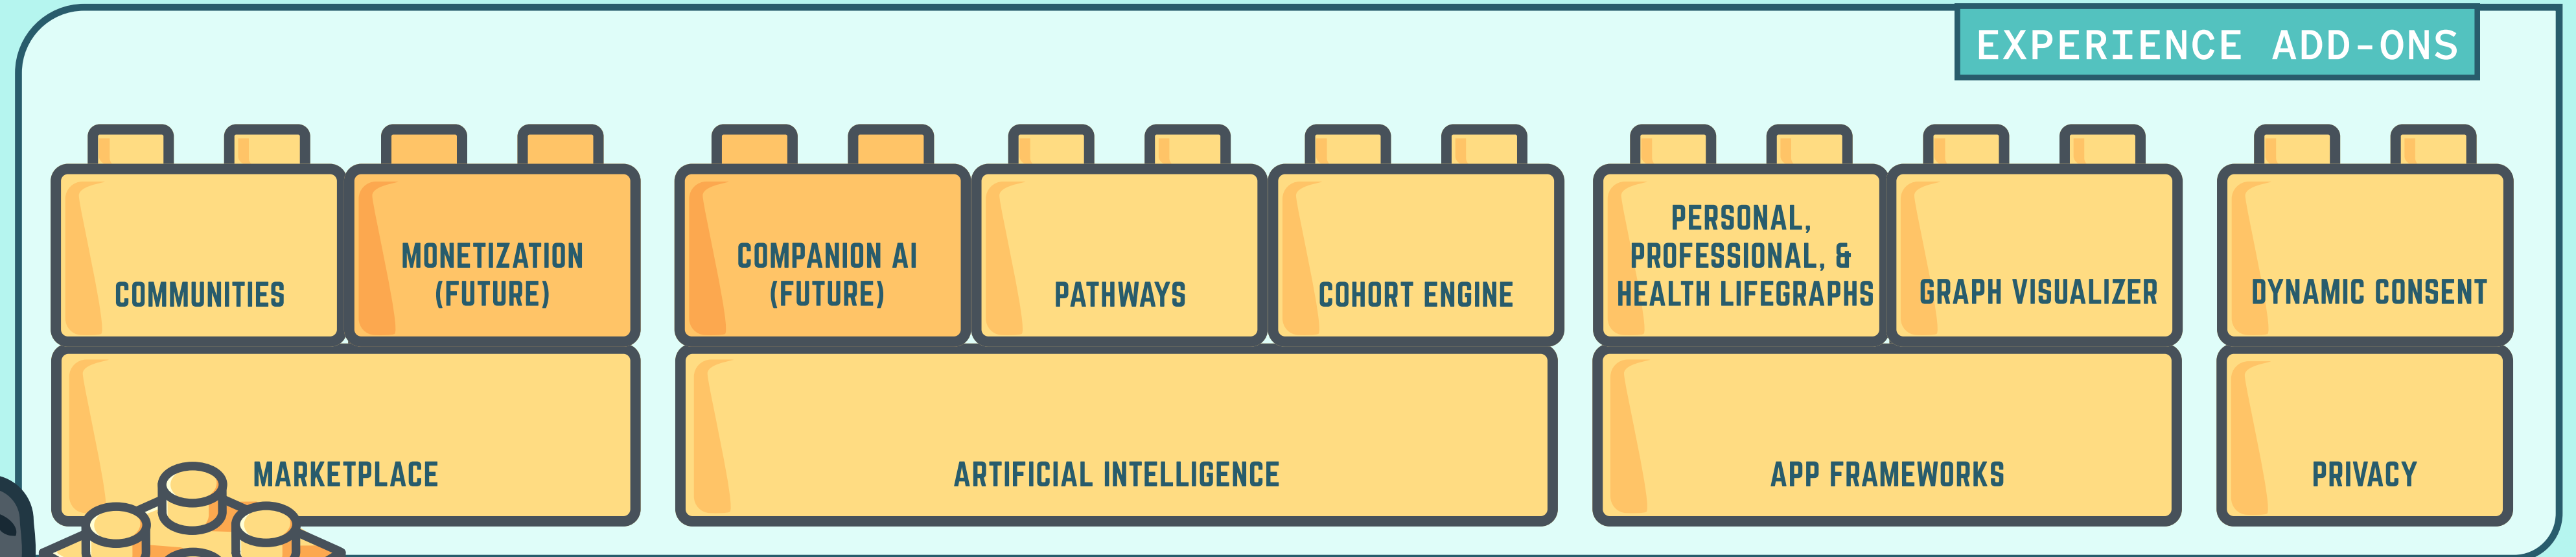 EXPERIENCE ADD-ONS
COMMUNITIES
MONETIZATION
(FUTURE)
COMPANION AI
(FUTURE)
PATHWAYS
COHORT ENGINE
PERSONAL,
PROFESSIONAL, &
HEALTH LIFEGRAPHS
GRAPH VISUALIZER
DYNAMIC CONSENT
MARKETPLACE
ARTIFICIAL INTELLIGENCE
APP FRAMEWORKS
PRIVACY